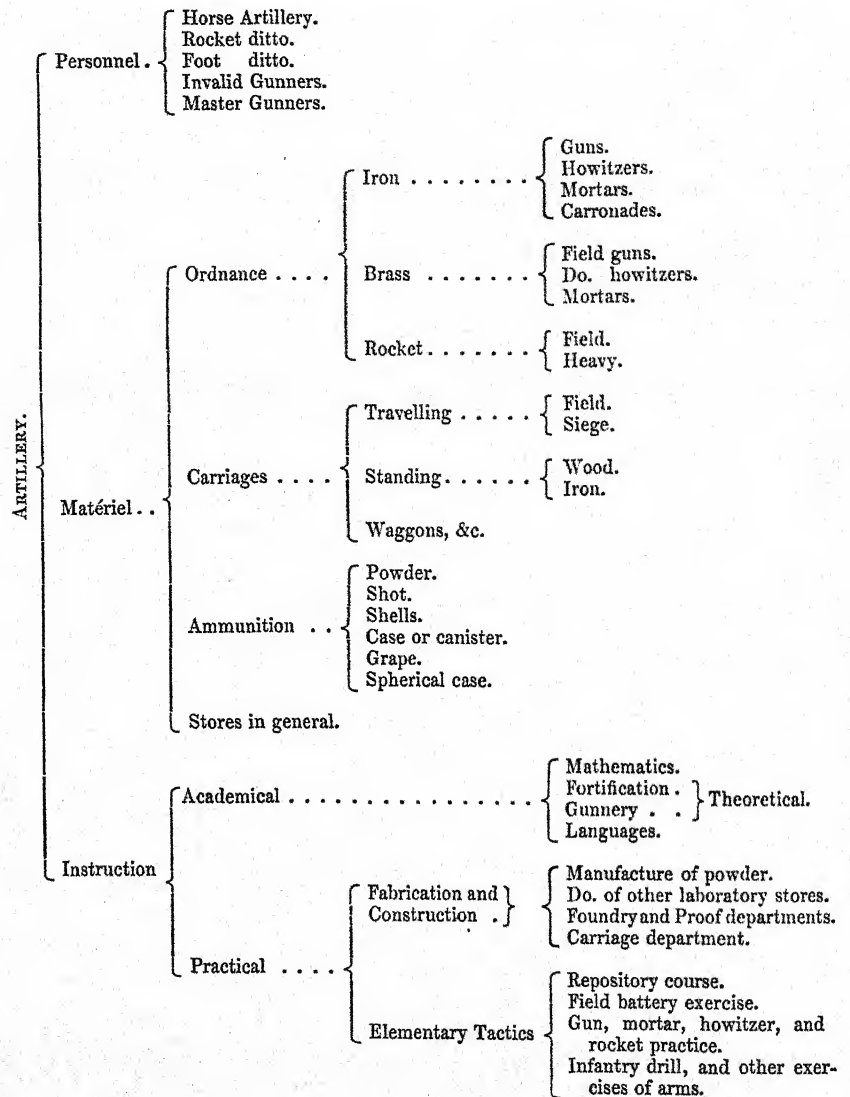 ARTILLERY.
Personnel .
Horse Artillery.
Rocket ditto.
Foot ditto.
Invalid Gunners.
Master Gunners.
Matériel . .
Ordnance . . . .
Iron . . . . . . . .
Guns.
Howitzers.
Mortars.
Carronades.
Brass . . . . . . .
Field guns.
Do. howitzers.
Mortars.
Rocket . . . . . . .
Field.
Heavy.
Carriages . . . .
Travelling . . . . .
Field.
Siege.
Standing . . . . . .
Wood.
Iron.
Waggons, &c.
Ammunition . .
Powder.
Shot.
Shells.
Case or canister.
Grape.
Spherical case.
Stores in general.
Instruction
Academical . . . . . . . . . . . . . . . .
Mathematics.
Fortification .
Gunnery . .
Theoretical.
Languages.
Practical . . . .
Fabrication and
Construction .
Manufacture of powder.
Do. of other laboratory stores.
Foundry and Proof departments.
Carriage department.
Elementary Tactics
Repository course.
Field battery exercise.
Gun, mortar, howitzer, and
rocket practice.
Infantry drill, and other exer-
cises of arms.